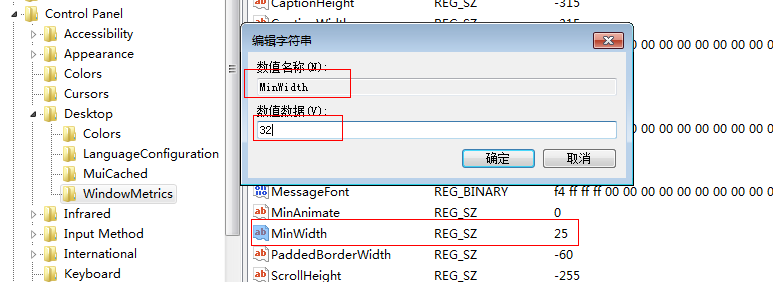 Control Panel
Accessibility
Appearance
Colors
Cursors
Desktop
Colors
LanguageConfiguration
MuiCached
WindowMetrics
Infrared
Input Method
International
Keyboard
CaptionHeight REG_SZ -315
CaptionWidth REG_SZ -315
编辑字符串
数值名称(N):
MinWidth
数值数据(V):
32
确定 取消
00 00 00 00 00 00
00 00 00 00 00 00
MessageFont REG_BINARY f4 ff ff ff 00 00 00 00 00 00 00 00 00 00 00 00
MinAnimate REG_SZ 0
MinWidth REG_SZ 25
PaddedBorderWidth REG_SZ -60
ScrollHeight REG_SZ -255